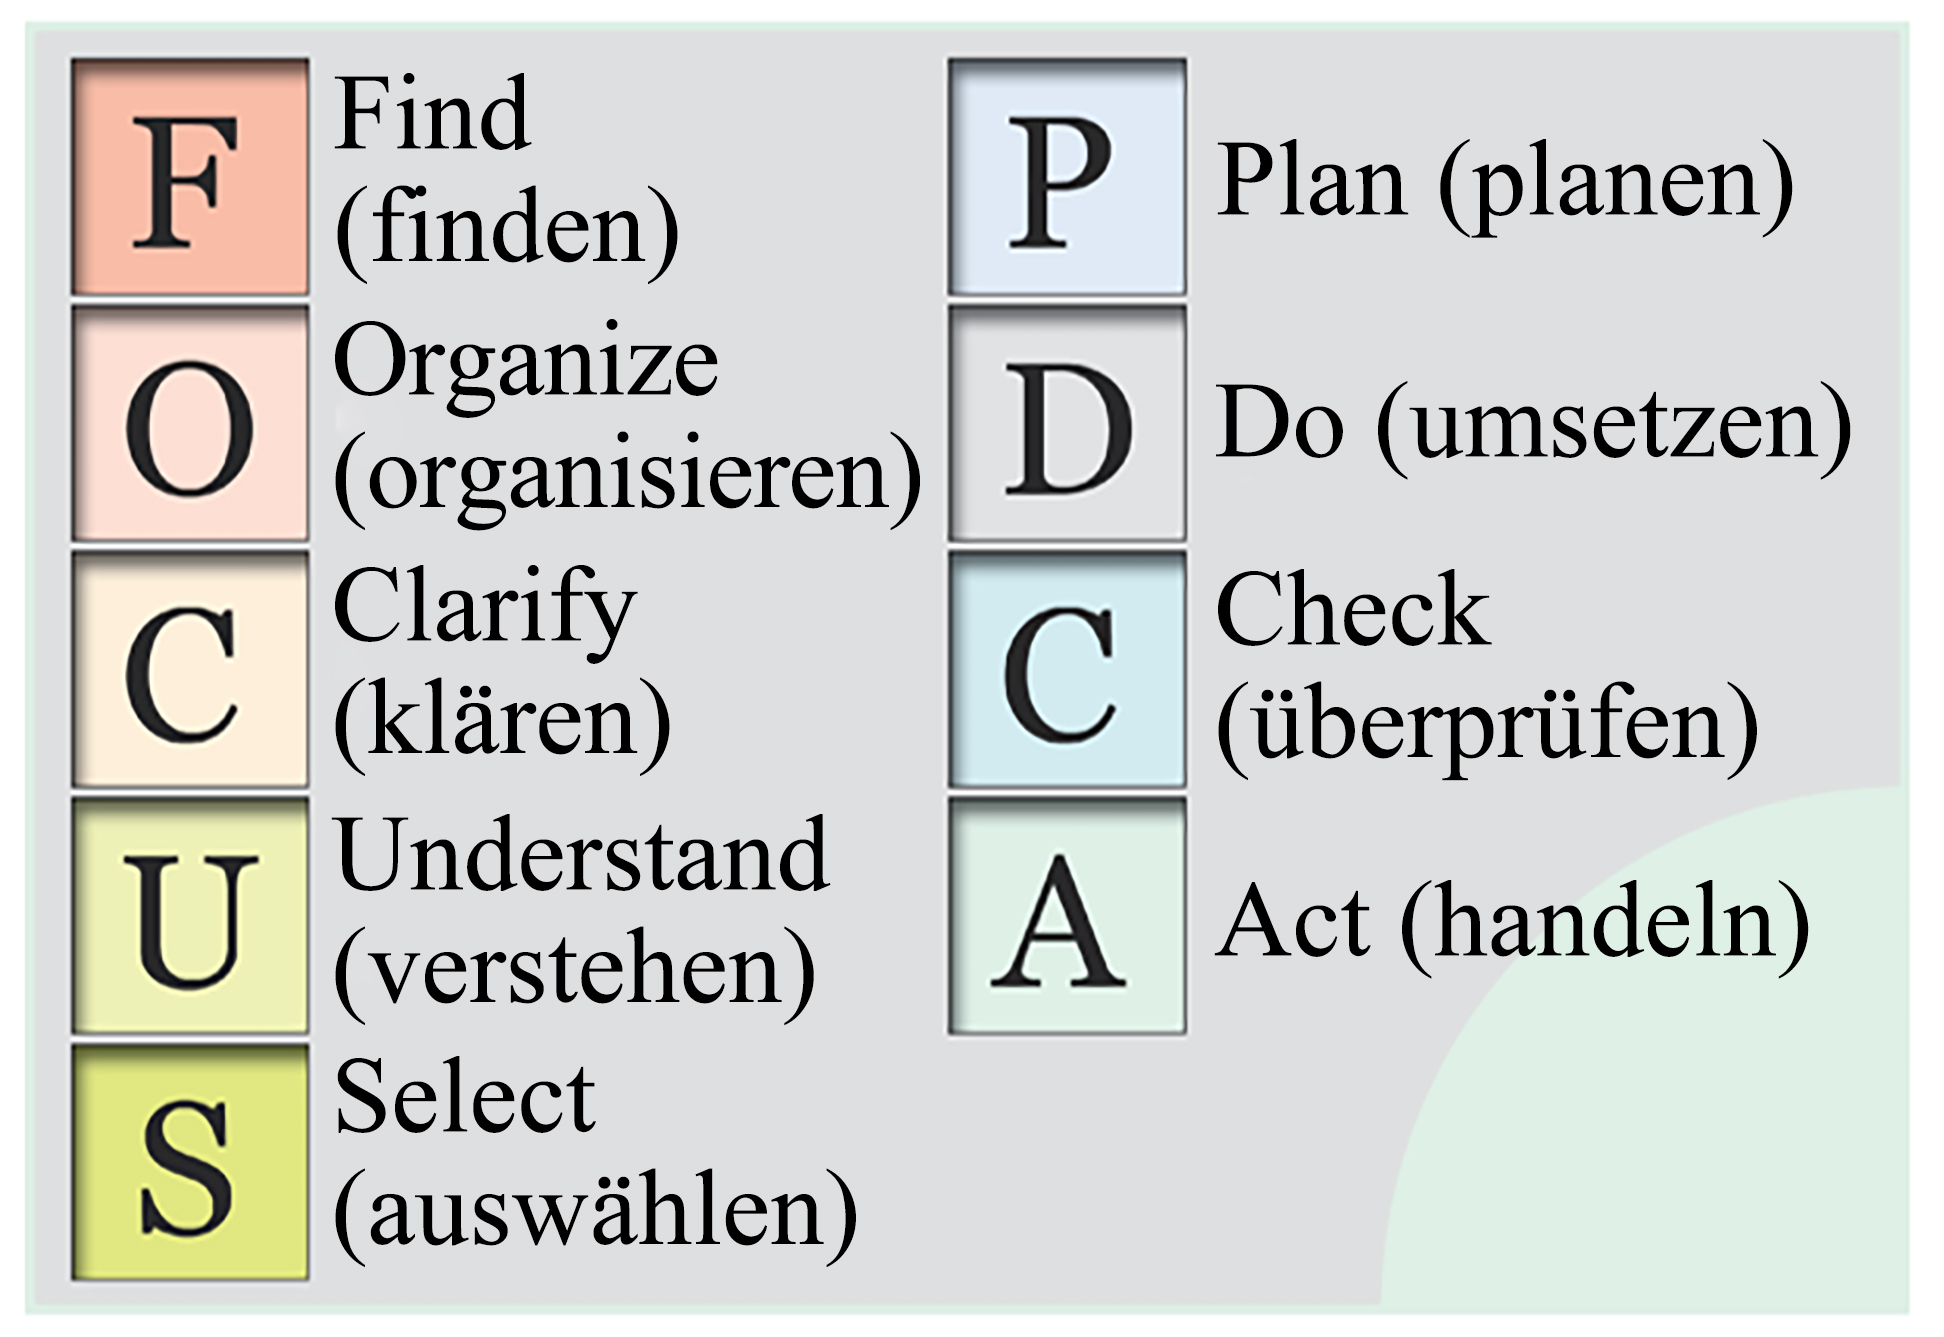 F
Find
(finden)
O
Organize
(organisieren)
C
Clarify
(klären)
U
Understand
(verstehen)
S
Select
(auswählen)
P
Plan (planen)
D
Do (umsetzen)
C
Check
(überprüfen)
A
Act (handeln)